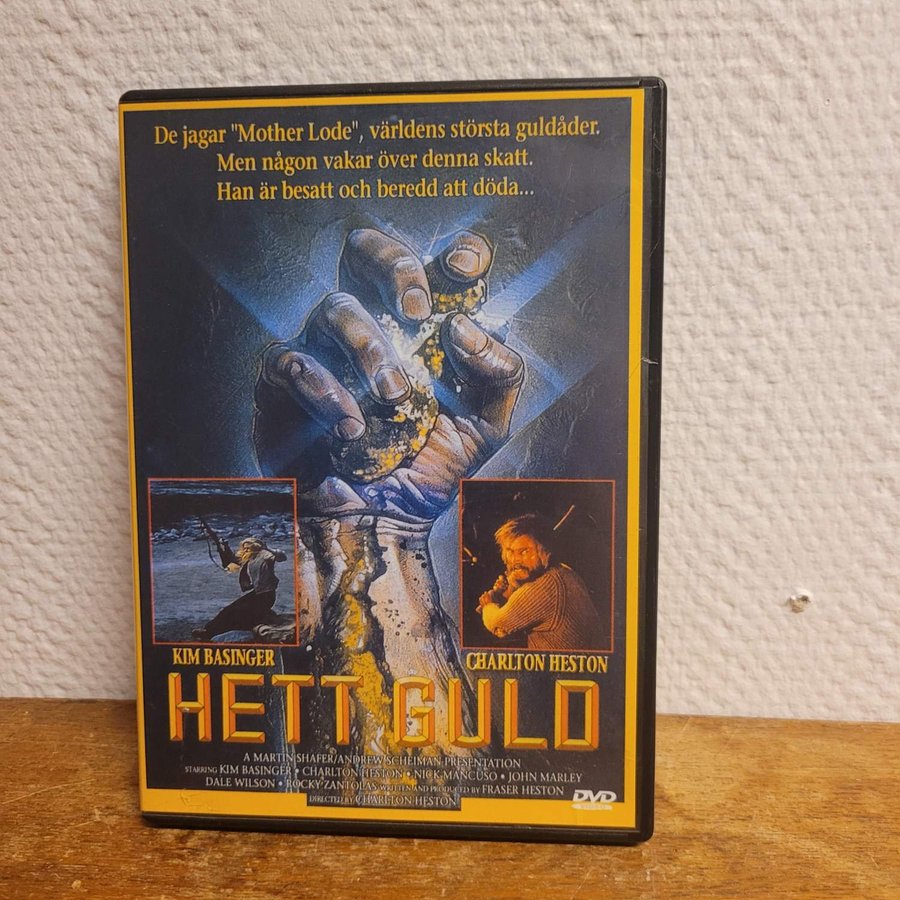 De jagar "Mother Lode", världens största guldåder.
Men någon vakar över denna skatt.
Han är besatt och beredd att döda...
KIM BASINGER
CHARLTON HESTON
HETT GULD
A MARTIN SHAFER/ANDREW SCHEIMAN PRESENTATION
STARRING KIM BASINGER • CHARLTON HESTON • NICK MANCUSO • JOHN MARLEY
DALE WILSON • ROCKY ZANTOLAS WRITTEN AND PRODUCED BY FRASER HESTON
DIRECTED BY CHARLTON HESTON
DVD
VIDEO